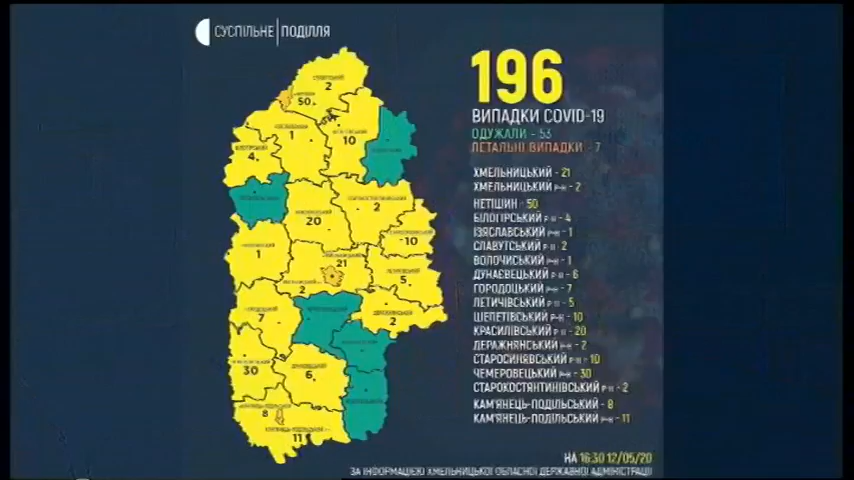 СУСПІЛЬНЕ | ПОДІЛЛЯ
196
ВИПАДКИ COVID-19
ОДУЖАЛИ - 53
ЛЕТАЛЬНІ ВИПАДКИ - 7
ХМЕЛЬНИЦЬКИЙ - 21
ХМЕЛЬНИЦЬКИЙ Р-Н - 2
НЕТІШИН - 50
БІЛОГІРСЬКИЙ Р-Н - 4
ІЗЯСЛАВСЬКИЙ Р-Н - 1
СЛАВУТСЬКИЙ Р-Н - 2
ВОЛОЧИСЬКИЙ Р-Н - 1
ДУНАЄВЕЦЬКИЙ Р-Н - 6
ГОРОДОЦЬКИЙ Р-Н - 7
ЛЕТИЧІВСЬКИЙ Р-Н - 5
ШЕПЕТІВСЬКИЙ Р-Н - 10
КРАСИЛІВСЬКИЙ Р-Н - 20
ДЕРАЖНЯНСЬКИЙ Р-Н - 2
СТАРОСИНЯВСЬКИЙ Р-Н - 10
ЧЕМЕРОВЕЦЬКИЙ Р-Н - 30
СТАРОКОСТЯНТИНІВСЬКИЙ Р-Н - 2
КАМ'ЯНЕЦЬ-ПОДІЛЬСЬКИЙ - 8
КАМ'ЯНЕЦЬ-ПОДІЛЬСЬКИЙ Р-Н - 11
НА 16:30 12/05/20
ЗА ІНФОРМАЦІЄЮ ХМЕЛЬНИЦЬКОЇ ОБЛАСНОЇ ДЕРЖАВНОЇ АДМІНІСТРАЦІЇ
2
50
1
10
4
20
2
10
1
21
5
2
7
2
30
6
8
11